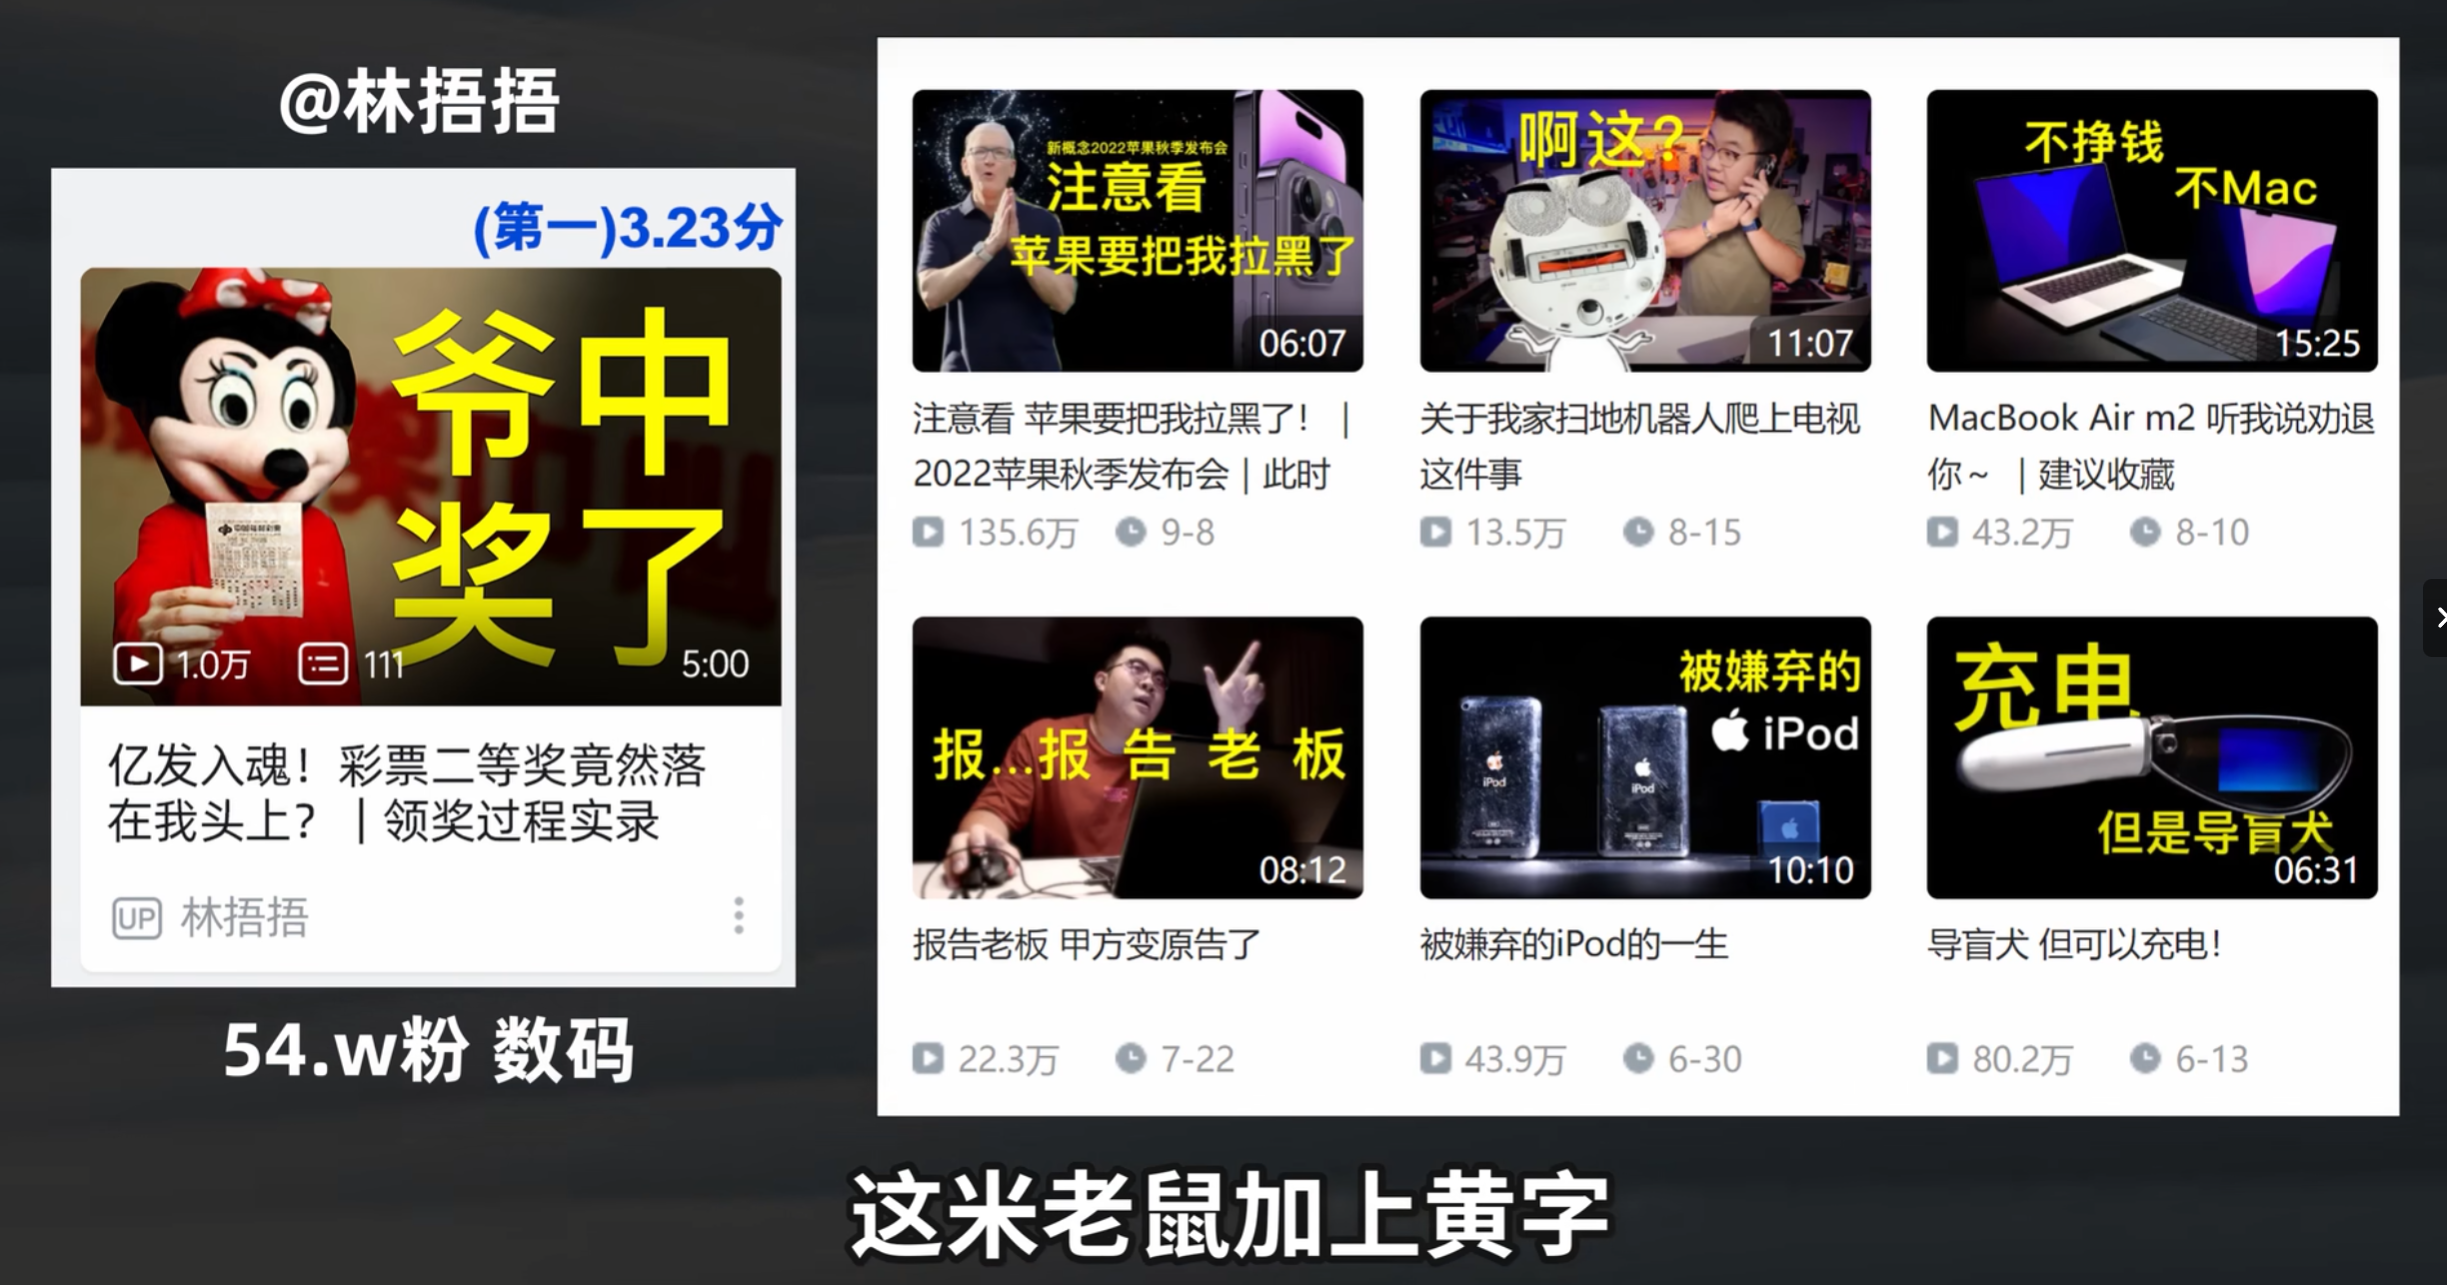 @林捂捂
(第一)3.23分
爷中
奖了
1.0万
111
5:00
亿发入魂！彩票二等奖竟然落
在我头上？ | 领奖过程实录
UP 林捂捂
54.w粉 数码
新概念2022苹果秋季发布会
注意看
苹果要把我拉黑了
06:07
注意看 苹果要把我拉黑了！ |
2022苹果秋季发布会 | 此时
135.6万 9-8
啊这?
11:07
关于我家扫地机器人爬上电视
这件事
13.5万 8-15
不挣钱
不Mac
15:25
MacBook Air m2 听我说劝退
你~ | 建议收藏
43.2万 8-10
报...报告老板
08:12
报告老板 甲方变原告了
22.3万 7-22
被嫌弃的
iPod
iPod
iPod
10:10
被嫌弃的iPod的一生
43.9万 6-30
充电
但是导盲犬
06:31
导盲犬 但可以充电！
80.2万 6-13
这米老鼠加上黄字